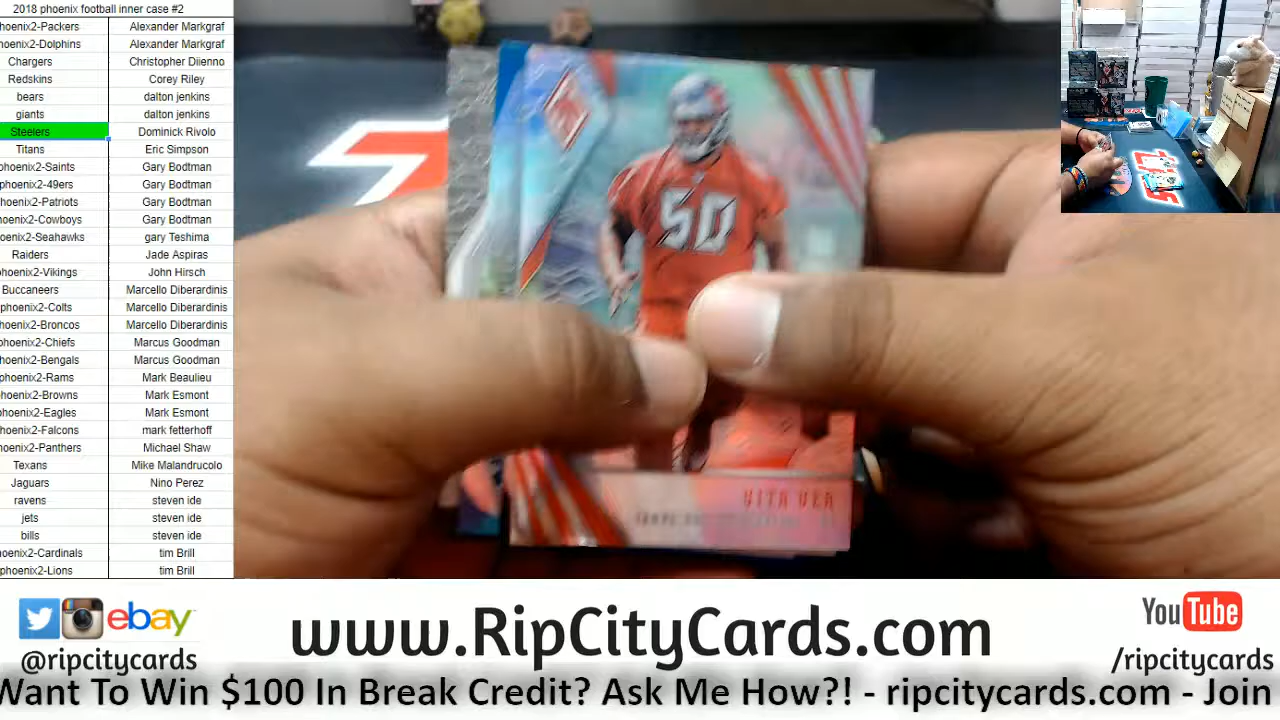 2018 phoenix football inner case #2
hoenix2-Packers Alexander Markgraf
hoenix2-Dolphins Alexander Markgraf
Chargers Christopher Diienno
Redskins Corey Riley
bears dalton jenkins
giants dalton jenkins
Steelers Dominick Rivolo
Titans Eric Simpson
phoenix2-Saints Gary Bodtman
phoenix2-49ers Gary Bodtman
hoenix2-Patriots Gary Bodtman
hoenix2-Cowboys Gary Bodtman
oenix2-Seahawks gary Teshima
Raiders Jade Aspiras
phoenix2-Vikings John Hirsch
Buccaneers Marcello Diberardinis
phoenix2-Colts Marcello Diberardinis
hoenix2-Broncos Marcello Diberardinis
phoenix2-Chiefs Marcus Goodman
hoenix2-Bengals Marcus Goodman
phoenix2-Rams Mark Beaulieu
hoenix2-Browns Mark Esmont
hoenix2-Eagles Mark Esmont
phoenix2-Falcons mark fetterhoff
hoenix2-Panthers Michael Shaw
Texans Mike Malandrucolo
Jaguars Nino Perez
ravens steven ide
jets steven ide
bills steven ide
oenix2-Cardinals tim Brill
phoenix2-Lions tim Brill
50
VITA VEA
ebay
@ripcitycards
www.RipCityCards.com
YouTube
/ripcitycards
Want To Win $100 In Break Credit? Ask Me How?! - ripcitycards.com - Join